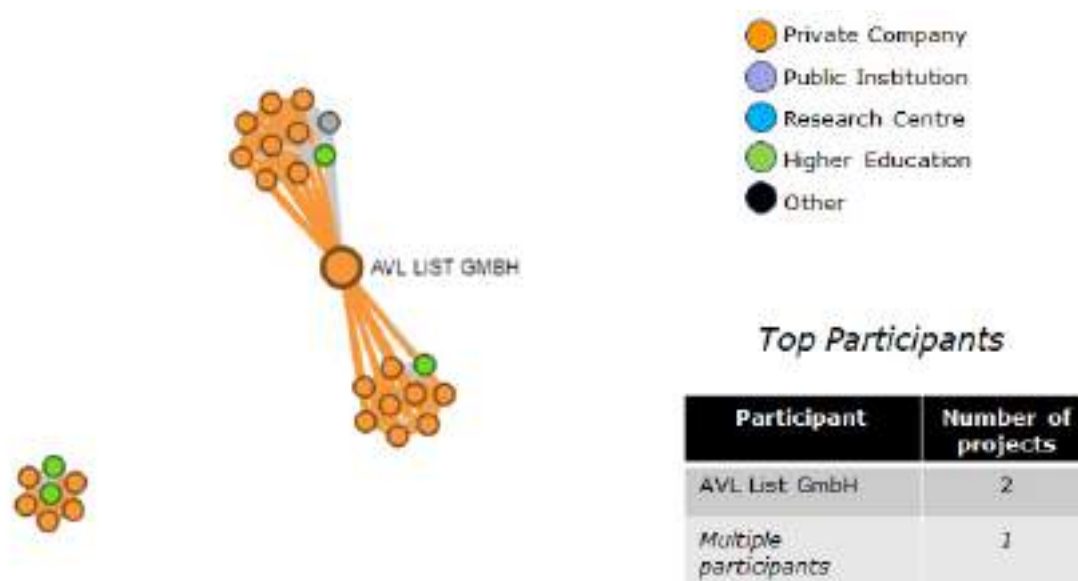 Private Company
Public Institution
Research Centre
Higher Education
Other
AVL LIST GMBH
Top Participants
Participant
Number of
projects
AVL List GmbH
2
Multiple
participants
1